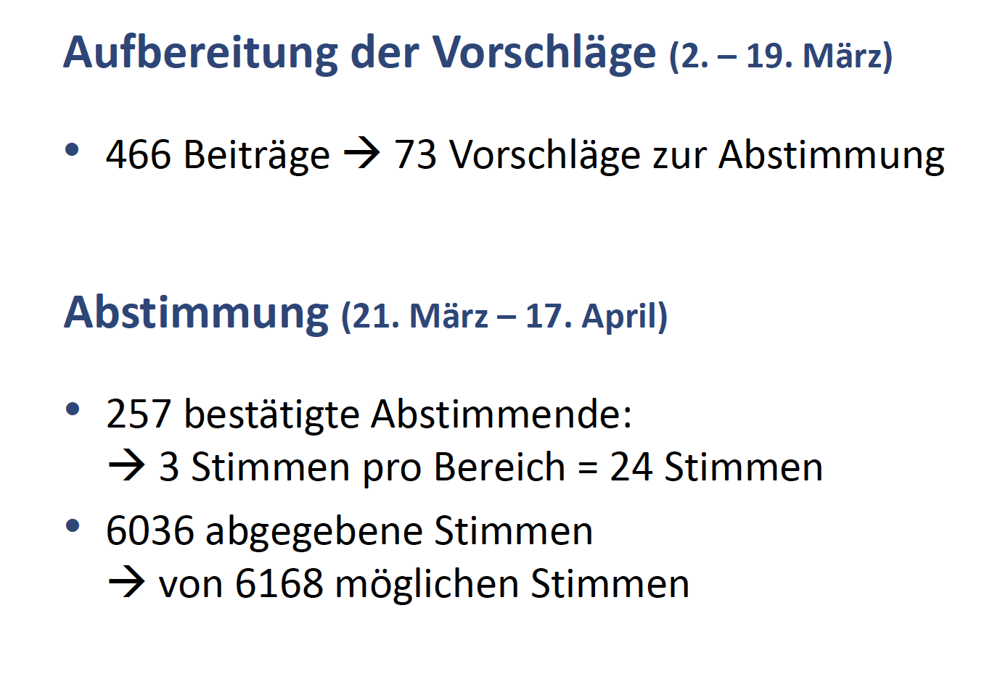 Aufbereitung der Vorschläge (2. – 19. März)
• 466 Beiträge → 73 Vorschläge zur Abstimmung
Abstimmung (21. März – 17. April)
• 257 bestätigte Abstimmende:
→ 3 Stimmen pro Bereich = 24 Stimmen
• 6036 abgegebene Stimmen
→ von 6168 möglichen Stimmen